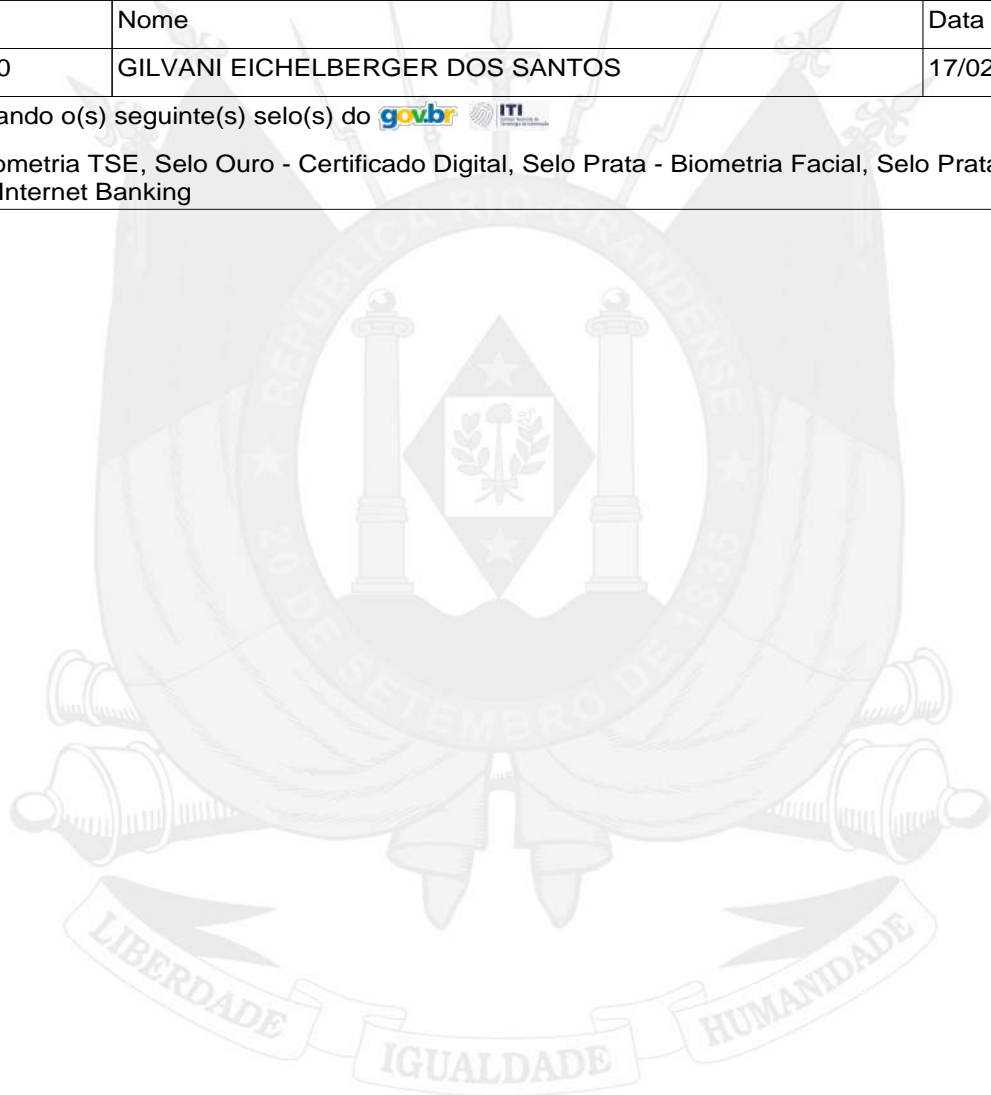 Nome Data
0 GILVANI EICHELBERGER DOS SANTOS 17/02
ando o(s) seguinte(s) selo(s) do gov.br ITI
ometria TSE, Selo Ouro - Certificado Digital, Selo Prata - Biometria Facial, Selo Prata
Internet Banking
REPUBLICA RIO-GRANDENSE
20 DE SETEMBRO DE 1835
LIBERDADE IGUALDADE HUMANIDADE